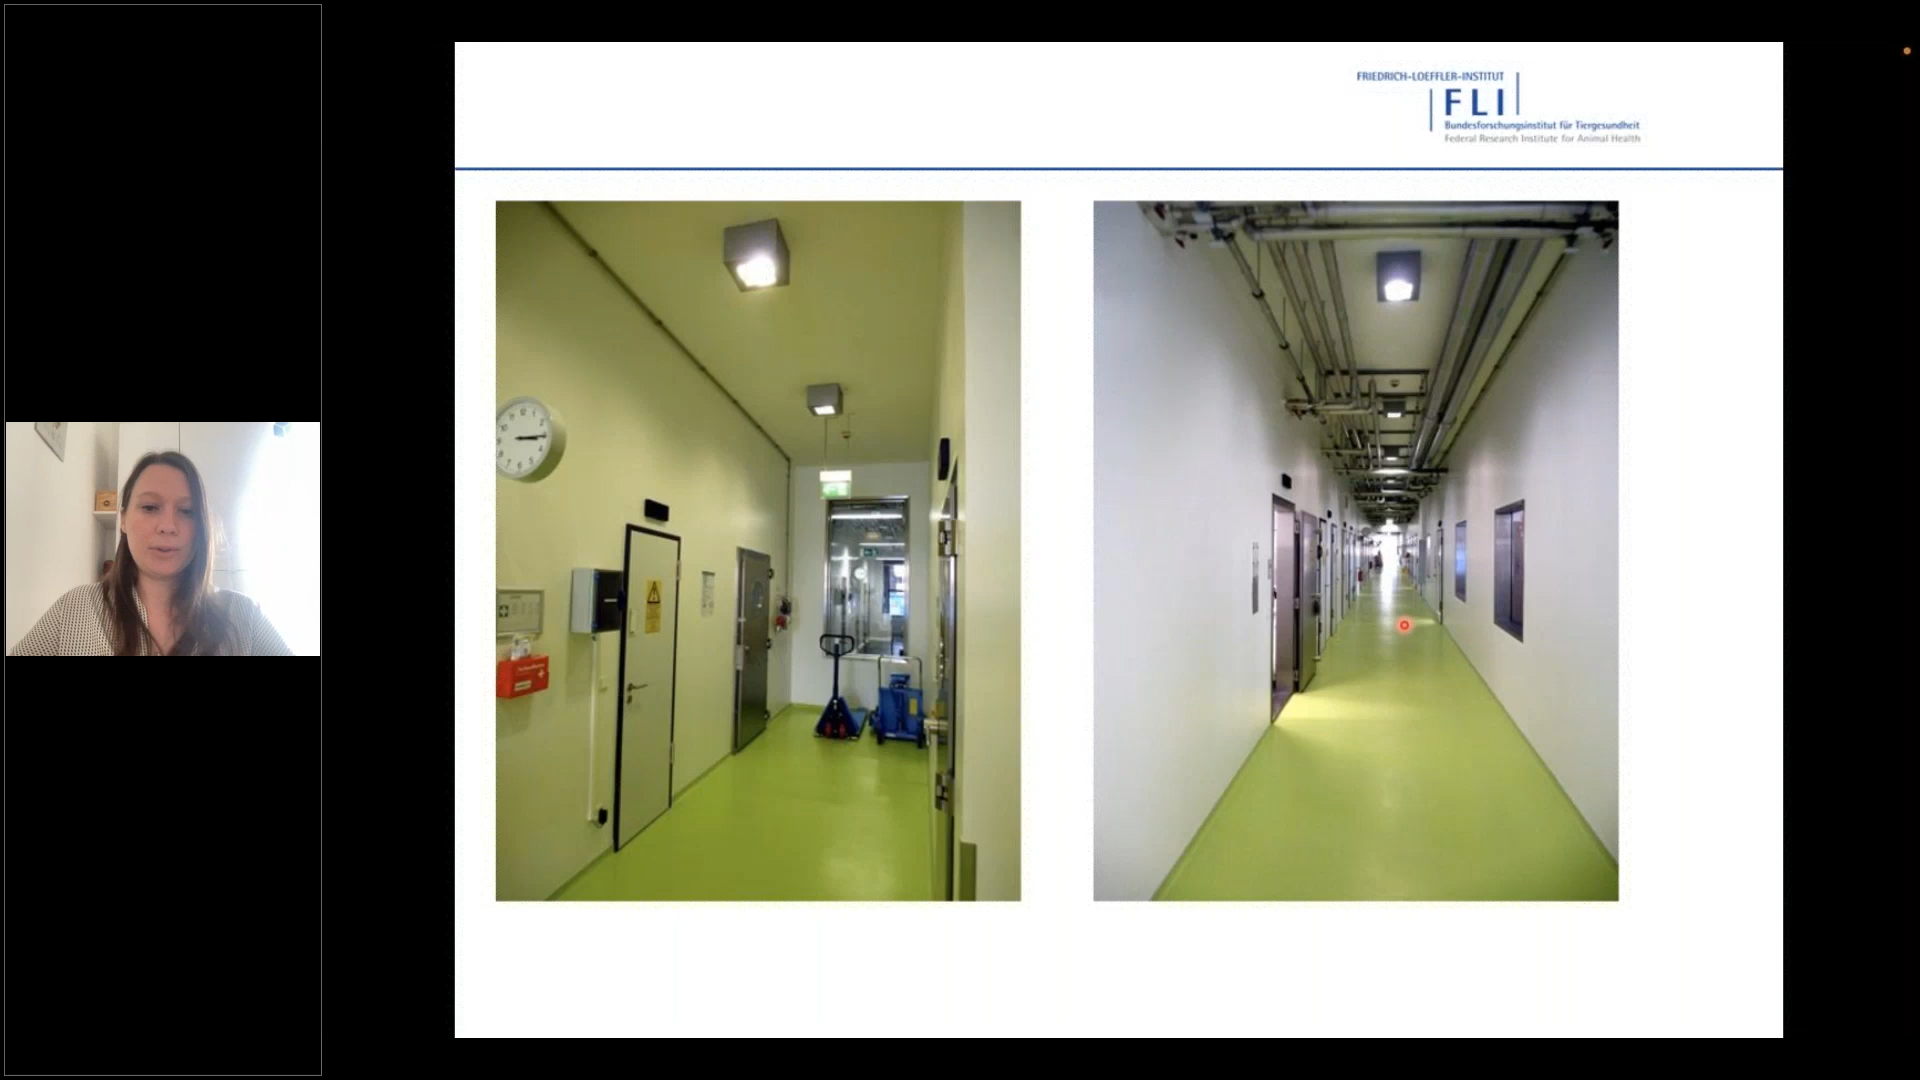 FRIEDRICH-LOEFFLER-INSTITUT
FLI
Bundesforschungsinstitut für Tiergesundheit
Federal Research Institute for Animal Health